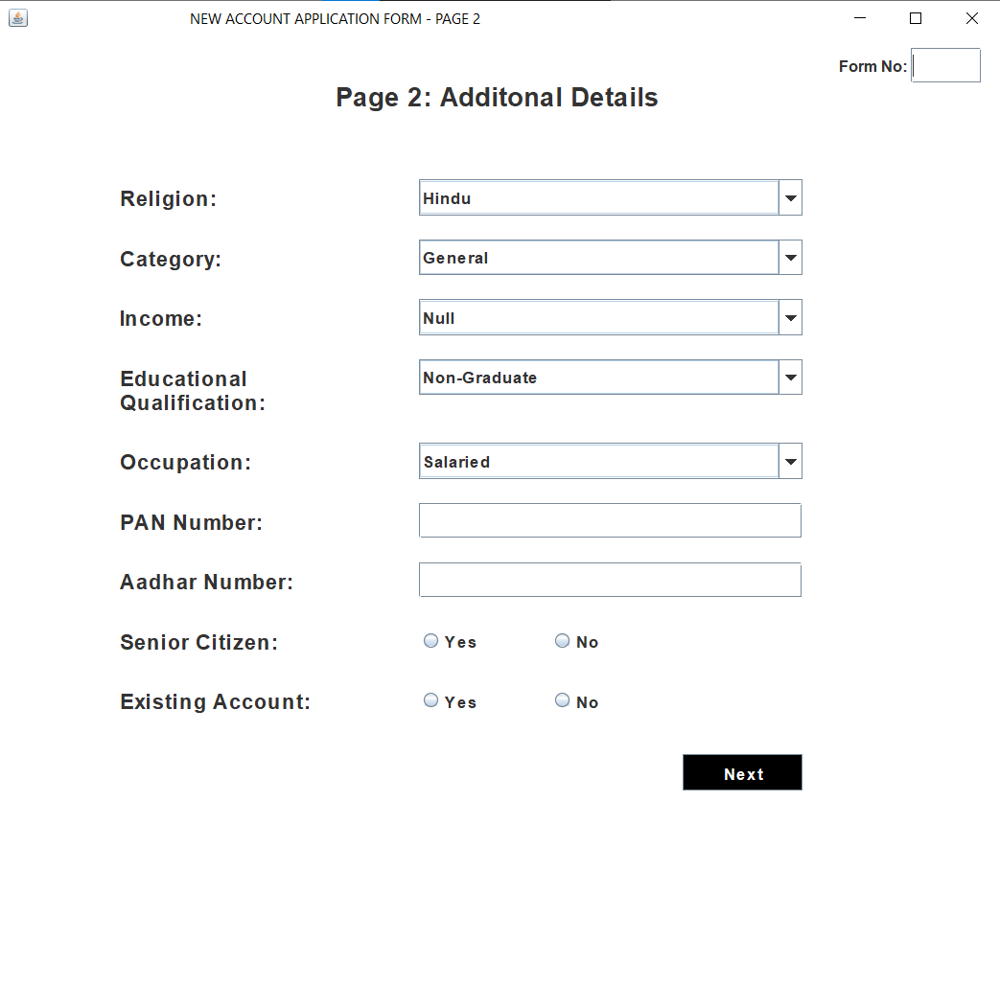 NEW ACCOUNT APPLICATION FORM - PAGE 2
Form No:
Page 2: Additonal Details
Religion: Hindu
Category: General
Income: Null
Educational Non-Graduate
Qualification:
Occupation: Salaried
PAN Number:
Aadhar Number:
Senior Citizen: Yes No
Existing Account: Yes No
Next